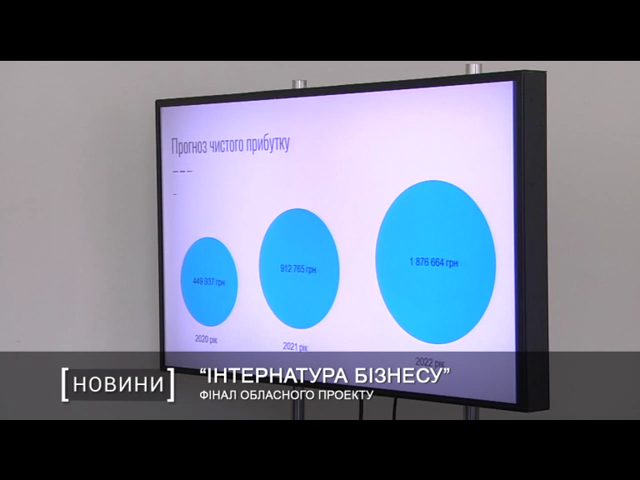 Прогноз чистого прибутку
449 937 грн
912 765 грн
1 876 664 грн
2020 рік
2021 рік
2022 рік
[НОВИНИ]
“ІНТЕРНАТУРА БІЗНЕСУ”
ФІНАЛ ОБЛАСНОГО ПРОЕКТУ